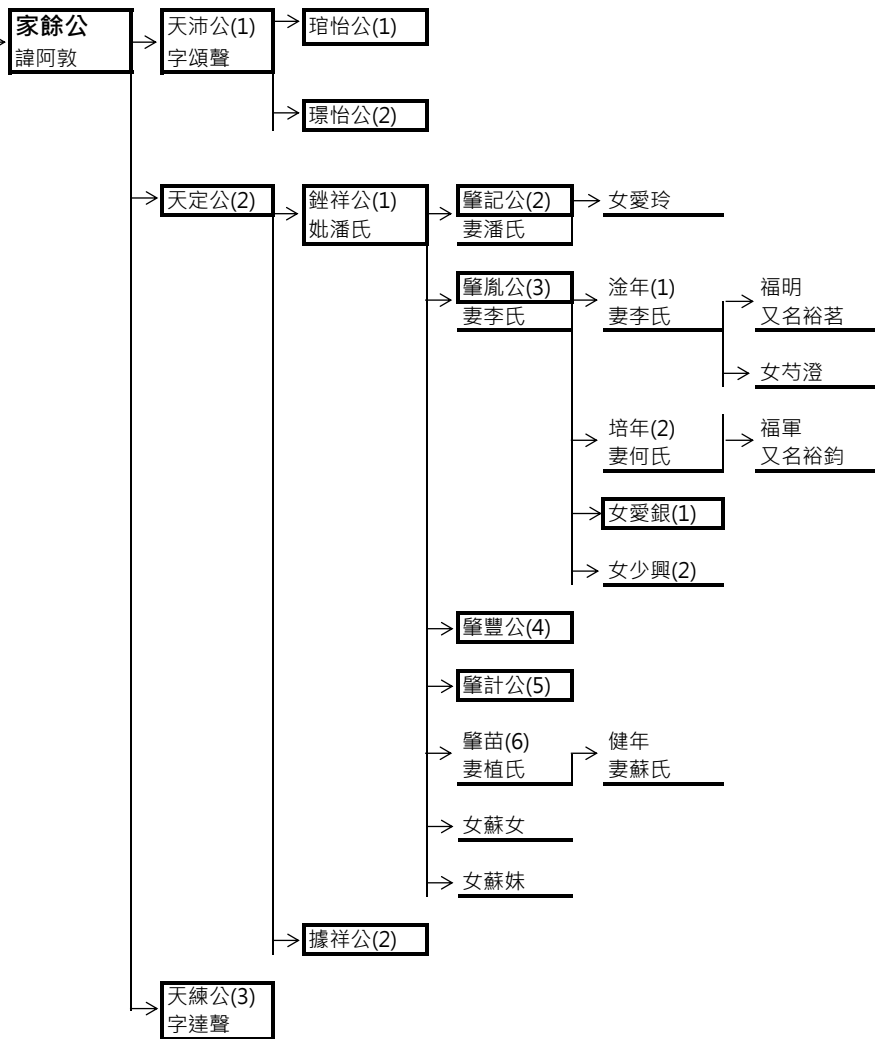 家餘公
諱阿敦
天沛公(1)
字頌聲
琯怡公(1)
璟怡公(2)
天定公(2)
銼祥公(1)
妣潘氏
肇記公(2)
妻潘氏
女愛玲
肇胤公(3)
妻李氏
淦年(1)
妻李氏
福明
又名裕茗
女芍澄
培年(2)
妻何氏
福軍
又名裕鈞
女愛銀(1)
女少興(2)
肇豐公(4)
肇計公(5)
肇苗(6)
妻植氏
健年
妻蘇氏
女蘇女
女蘇妹
據祥公(2)
天練公(3)
字達聲